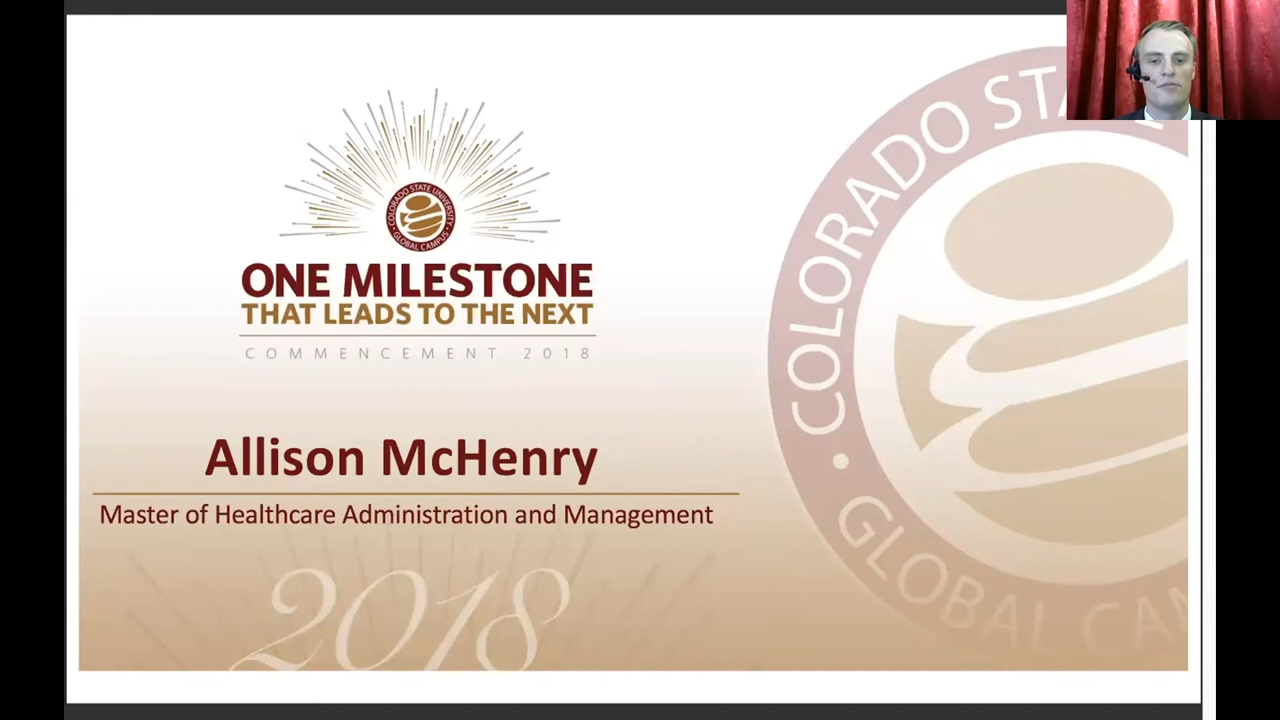 COLORADO STATE UNIVERSITY
GLOBAL CAMPUS
ONE MILESTONE
THAT LEADS TO THE NEXT
COMMENCEMENT 2018
Allison McHenry
Master of Healthcare Administration and Management
2018
COLORADO STA
GLOBAL CAM